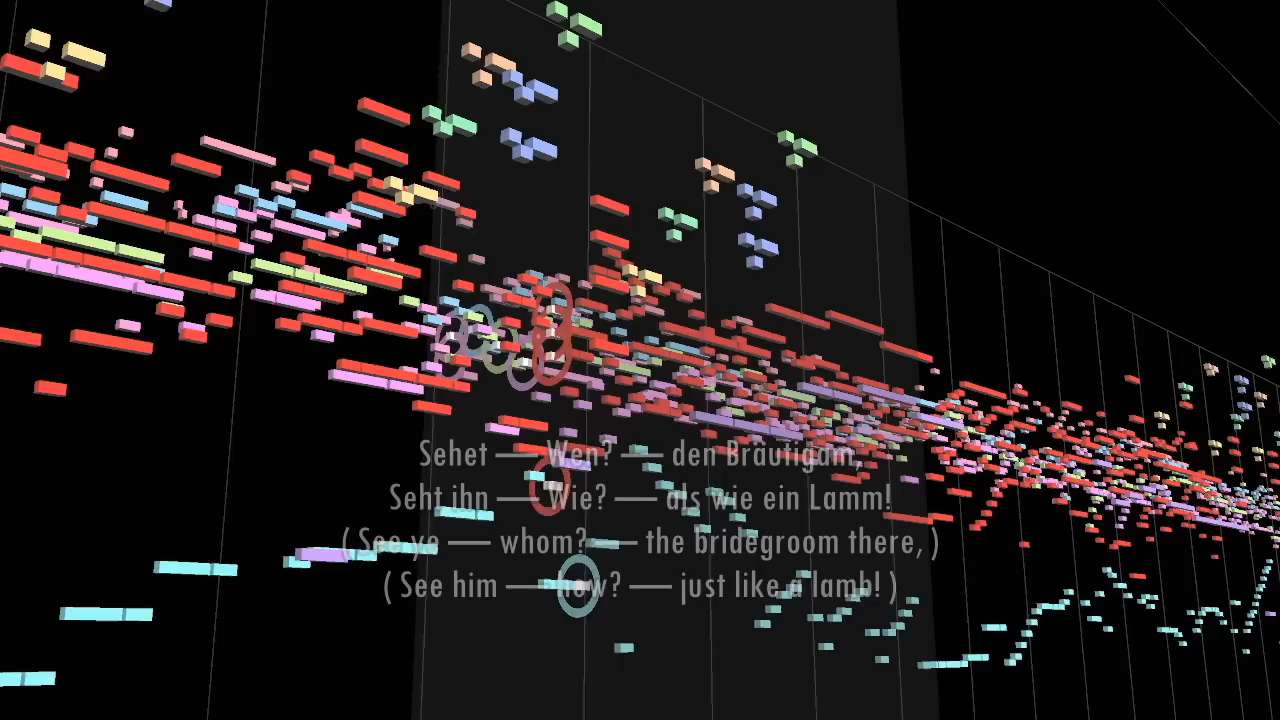 Sehet — Wen? — den Bräutigam,
Seht ihn — Wie? — als wie ein Lamm!
( See ye — whom? — the bridegroom there, )
( See him — how? — just like a lamb! )